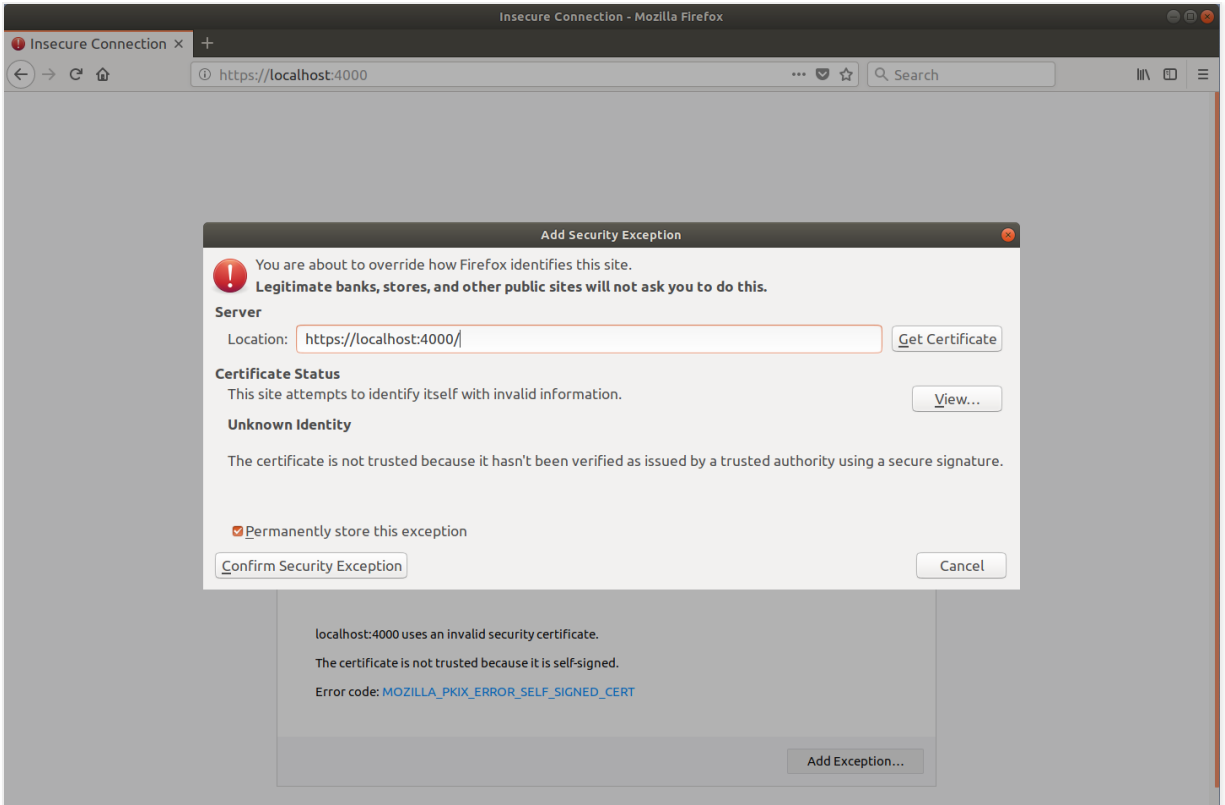 Insecure Connection - Mozilla Firefox
Insecure Connection
https://localhost:4000
Search
Add Security Exception
You are about to override how Firefox identifies this site.
Legitimate banks, stores, and other public sites will not ask you to do this.
Server
Location: https://localhost:4000/ Get Certificate
Certificate Status
This site attempts to identify itself with invalid information.
View...
Unknown Identity
The certificate is not trusted because it hasn't been verified as issued by a trusted authority using a secure signature.
Permanently store this exception
Confirm Security Exception Cancel
localhost:4000 uses an invalid security certificate.
The certificate is not trusted because it is self-signed.
Error code: MOZILLA_PKIX_ERROR_SELF_SIGNED_CERT
Add Exception...